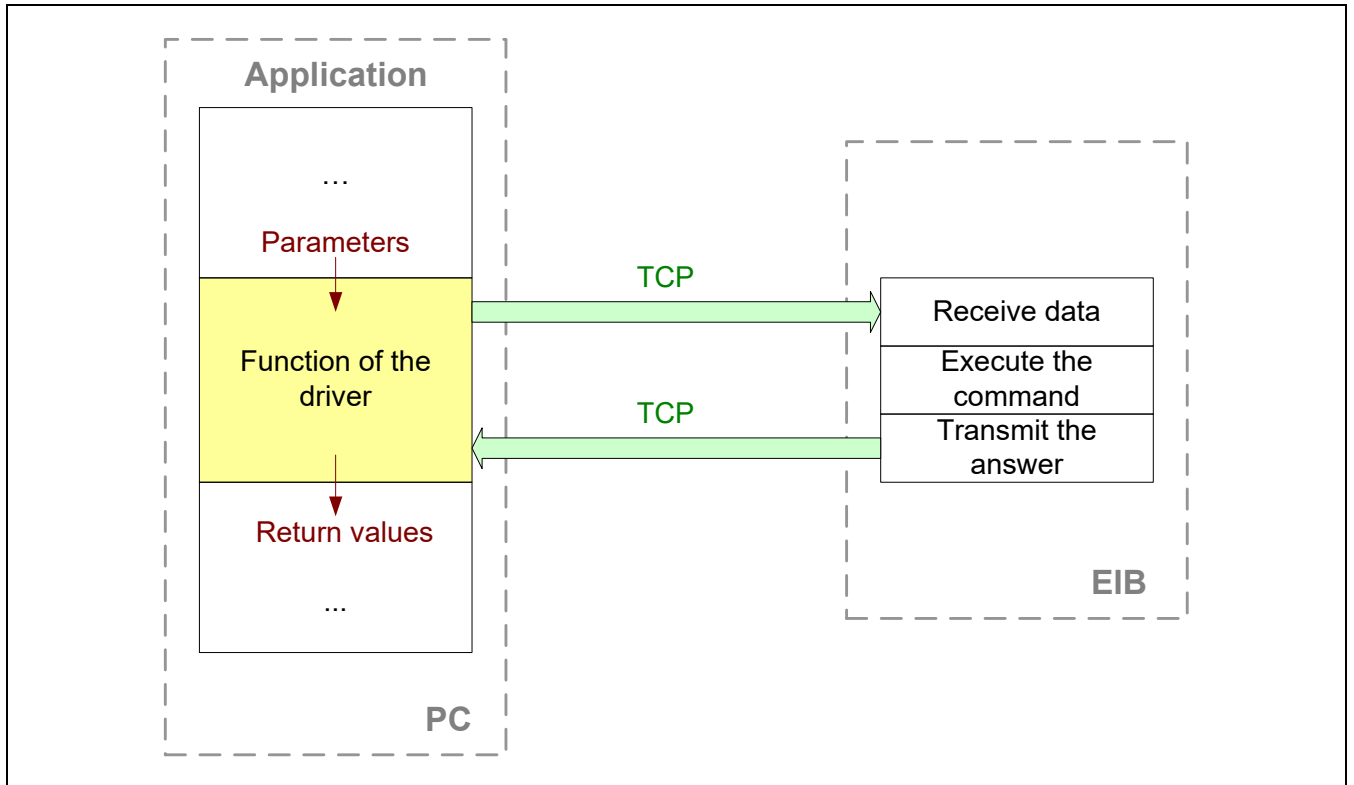 Application
…
Parameters
Function of the
driver
Return values
...
PC
TCP
TCP
Receive data
Execute the
command
Transmit the
answer
EIB